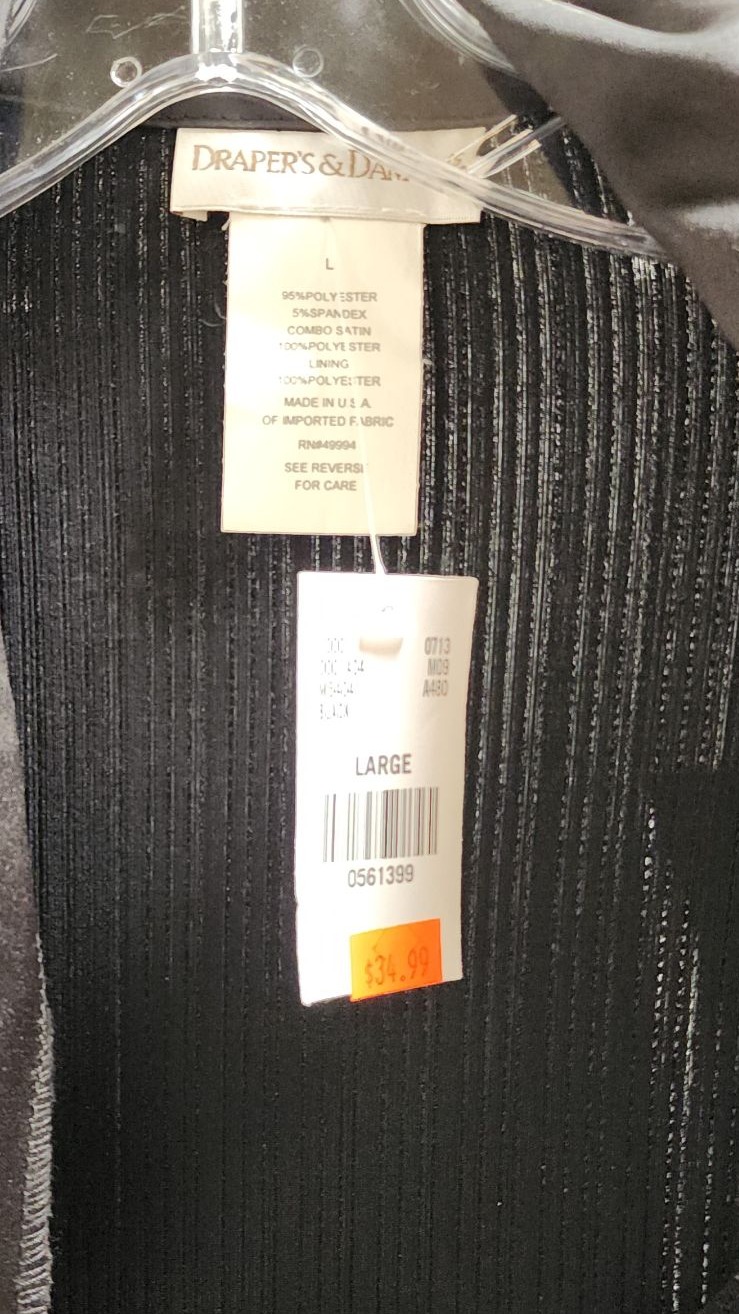 DRAPER'S & DAM
L
95%POLYESTER
5%SPANDEX
COMBO SATIN
100%POLYESTER
LINING
100%POLYESTER
MADE IN U.S.A.
OF IMPORTED FABRIC
RN#49994
SEE REVERSE
FOR CARE
0713
M09
A480
BLACK
LARGE
0561399
$34.99